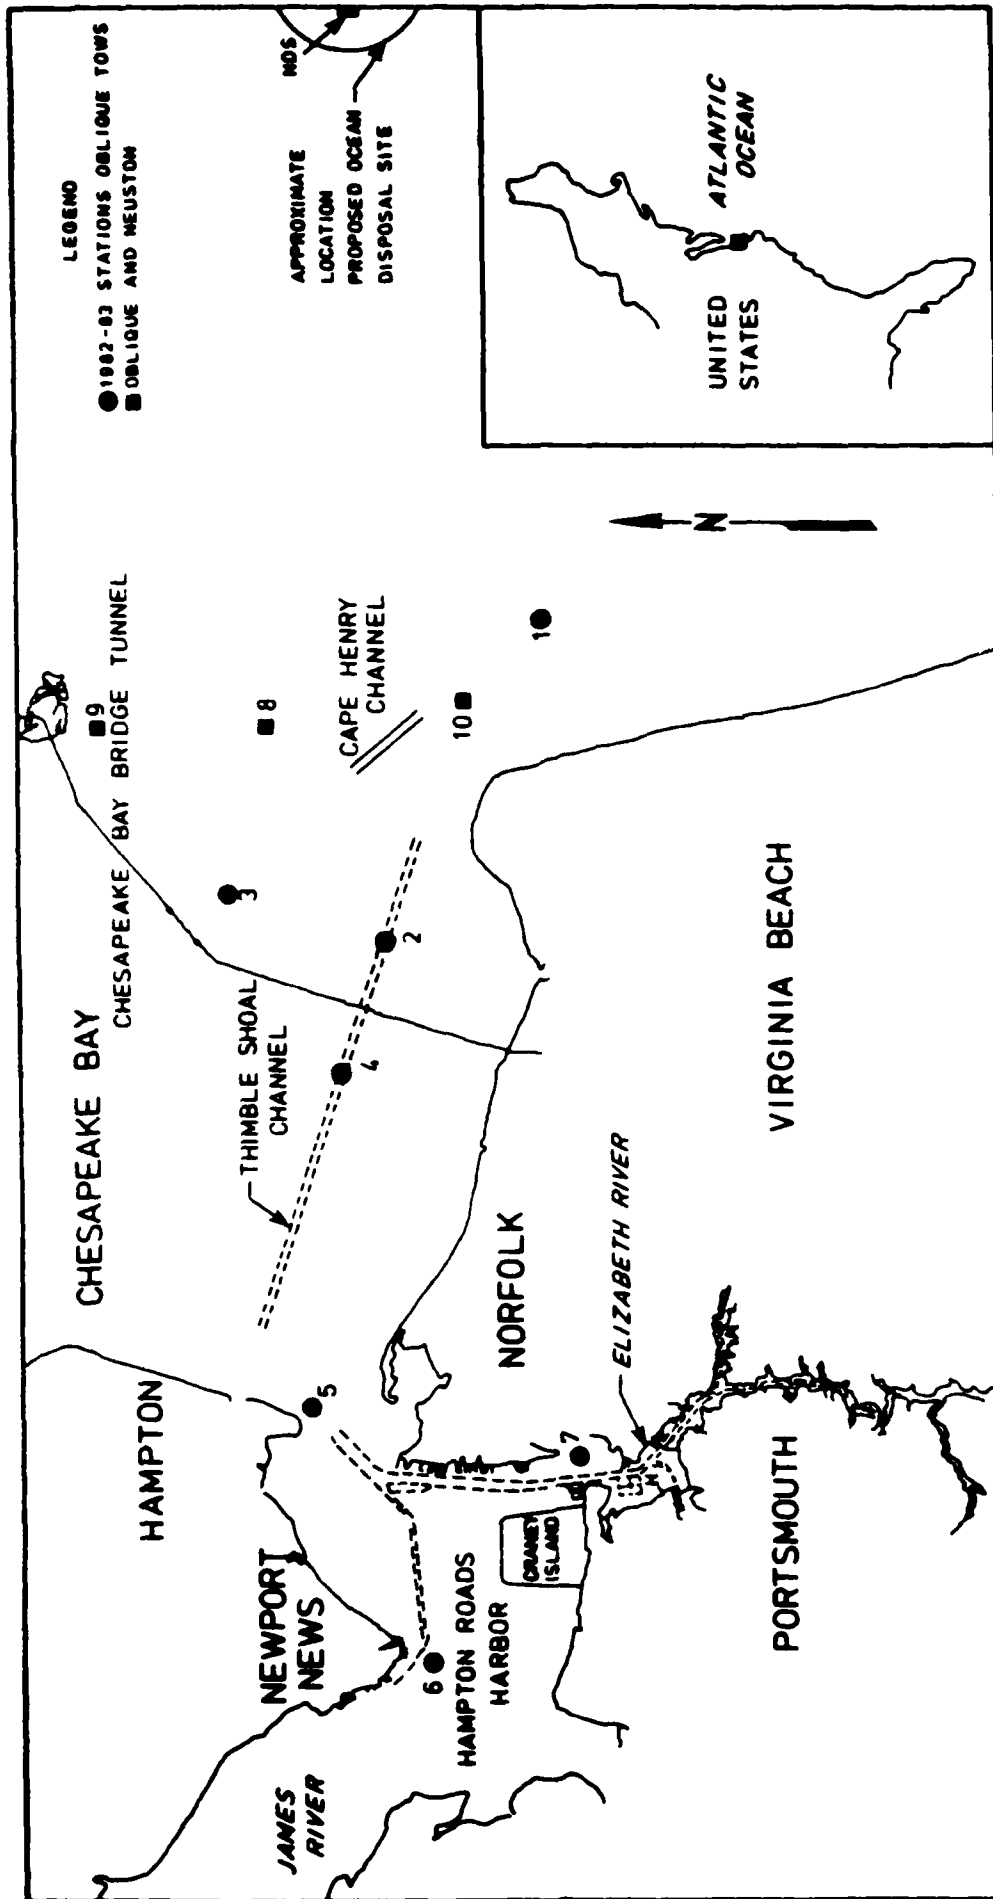 LEGEND
●1982-83 STATIONS OBLIQUE TOWS
■ OBLIQUE AND NEUSTON
NDS
APPROXIMATE
LOCATION
PROPOSED OCEAN
DISPOSAL SITE
CHESAPEAKE BAY
CHESAPEAKE BAY BRIDGE TUNNEL
9
8
3
HAMPTON
THIMBLE SHOAL
CHANNEL
CAPE HENRY
CHANNEL
2
4
5
10
1
N
NEWPORT
NEWS
JAMES
RIVER
6
HAMPTON ROADS
HARBOR
CRANEY
ISLAND
7
NORFOLK
ELIZABETH RIVER
VIRGINIA BEACH
PORTSMOUTH
UNITED
STATES
ATLANTIC
OCEAN